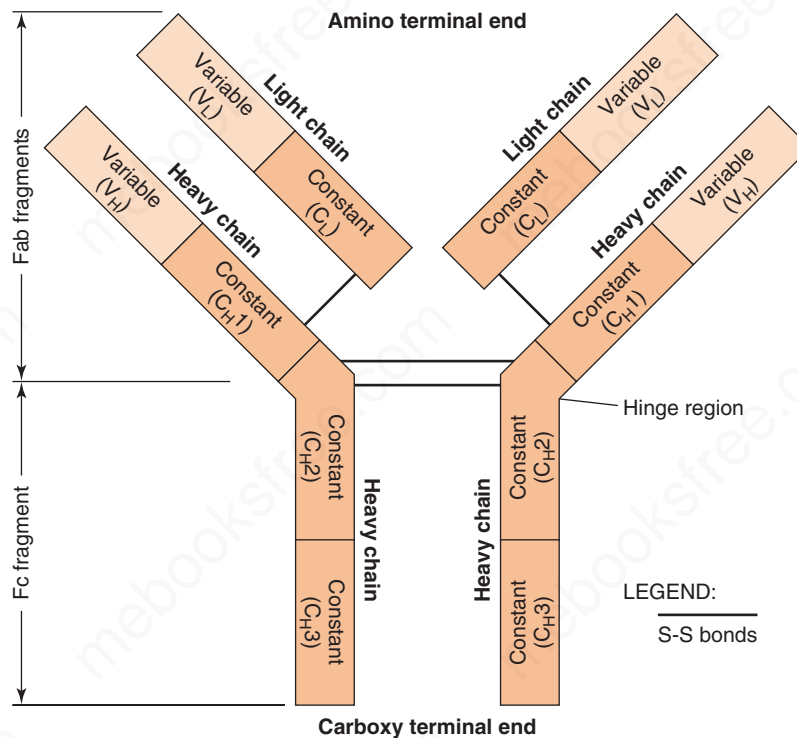 Amino terminal end
Fab fragments
Variable
(VL)
Light chain
Constant
(CL)
Variable
(VH)
Heavy chain
Constant
(CH1)
Light chain
Variable
(VL)
Constant
(CL)
Heavy chain
Variable
(VH)
Constant
(CH1)
Hinge region
Fc fragment
Constant
(CH2)
Heavy chain
Constant
(CH3)
Constant
(CH2)
Heavy chain
Constant
(CH3)
LEGEND:
S-S bonds
Carboxy terminal end
mebooksfree.com